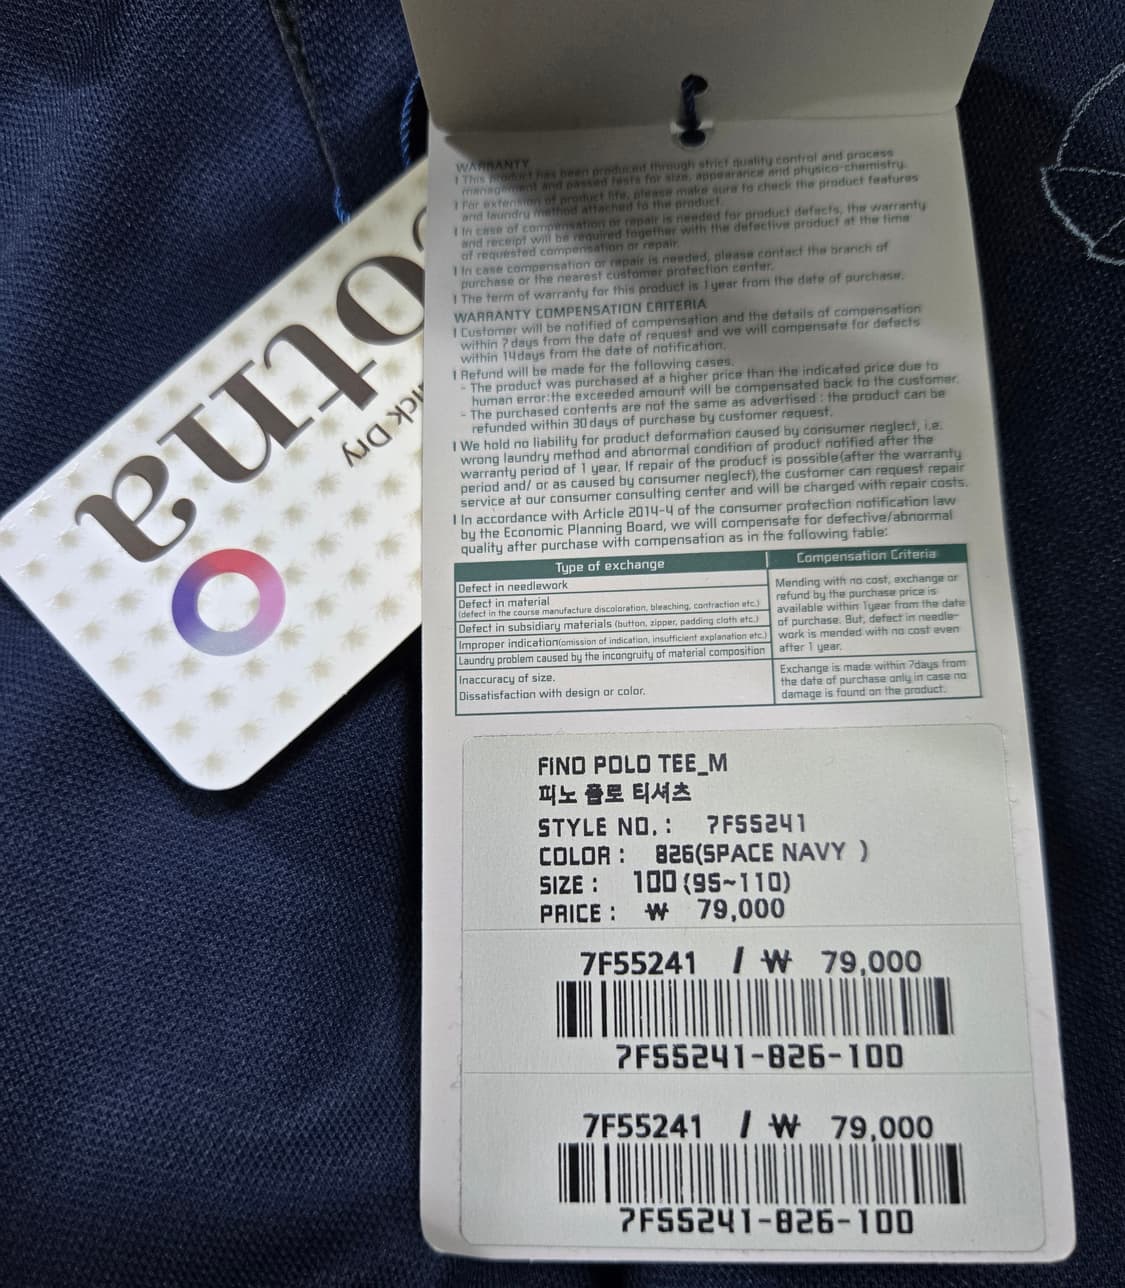 otna
ick Dry
WARRANTY
I This product has been produced through strict quality control and process
management and passed tests for size, appearance and physico-chemistry.
I For extension of product life, please make sure to check the product features
and laundry method attached to the product.
I In case of compensation or repair is needed for product defects, the warranty
and receipt will be required together with the defective product at the time
of requested compensation or repair.
I In case compensation or repair is needed, please contact the branch of
purchase or the nearest customer protection center.
I The term of warranty for this product is 1 year from the date of purchase.
WARRANTY COMPENSATION CRITERIA
I Customer will be notified of compensation and the details of compensation
within 7 days from the date of request and we will compensate for defects
within 14days from the date of notification.
I Refund will be made for the following cases.
- The product was purchased at a higher price than the indicated price due to
human error:the exceeded amount will be compensated back to the customer.
- The purchased contents are not the same as advertised : the product can be
refunded within 30 days of purchase by customer request.
I We hold no liability for product deformation caused by consumer neglect, i.e.
wrong laundry method and abnormal condition of product notified after the
warranty period of 1 year. If repair of the product is possible(after the warranty
period and/ or as caused by consumer neglect),the customer can request repair
service at our consumer consulting center and will be charged with repair costs.
I In accordance with Article 2014-4 of the consumer protection notification law
by the Economic Planning Board, we will compensate for defective/abnormal
quality after purchase with compensation as in the following table:
Type of exchange
Compensation Criteria
Defect in needlework
Defect in material
(defect in the course manufacture discoloration, bleaching, contraction etc.)
Defect in subsidiary materials (button, zipper, padding cloth etc.)
Improper indication(omission of indication, insufficient explanation etc.)
Laundry problem caused by the incongruity of material composition
Mending with no cost, exchange or
refund by the purchase price is
available within 1year from the date
of purchase. But, defect in needle-
work is mended with no cost even
after 1 year.
Inaccuracy of size.
Dissatisfaction with design or color.
Exchange is made within 7days from
the date of purchase only in case no
damage is found on the product.
FINO POLO TEE_M
피노 폴로 티셔츠
STYLE NO. : 7F55241
COLOR : 826(SPACE NAVY )
SIZE : 100 (95~110)
PRICE : ₩ 79,000
7F55241 / ₩ 79,000
7F55241-826-100
7F55241 / ₩ 79,000
7F55241-826-100